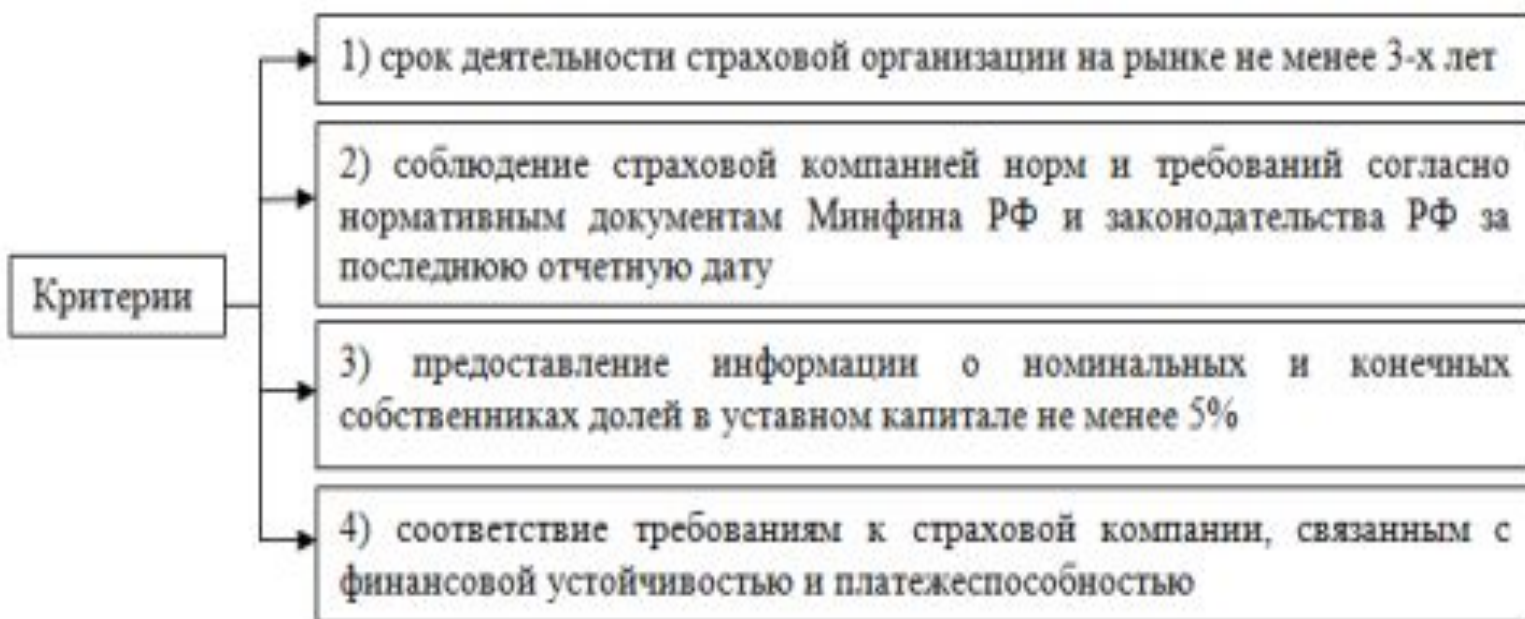 Критерии
1) срок деятельности страховой организации на рынке не менее 3-х лет
2) соблюдение страховой компанией норм и требований согласно
нормативным документам Минфина РФ и законодательства РФ за
последнюю отчетную дату
3) предоставление информации о номинальных и конечных
собственниках долей в уставном капитале не менее 5%
4) соответствие требованиям к страховой компании, связанным с
финансовой устойчивостью и платежеспособностью